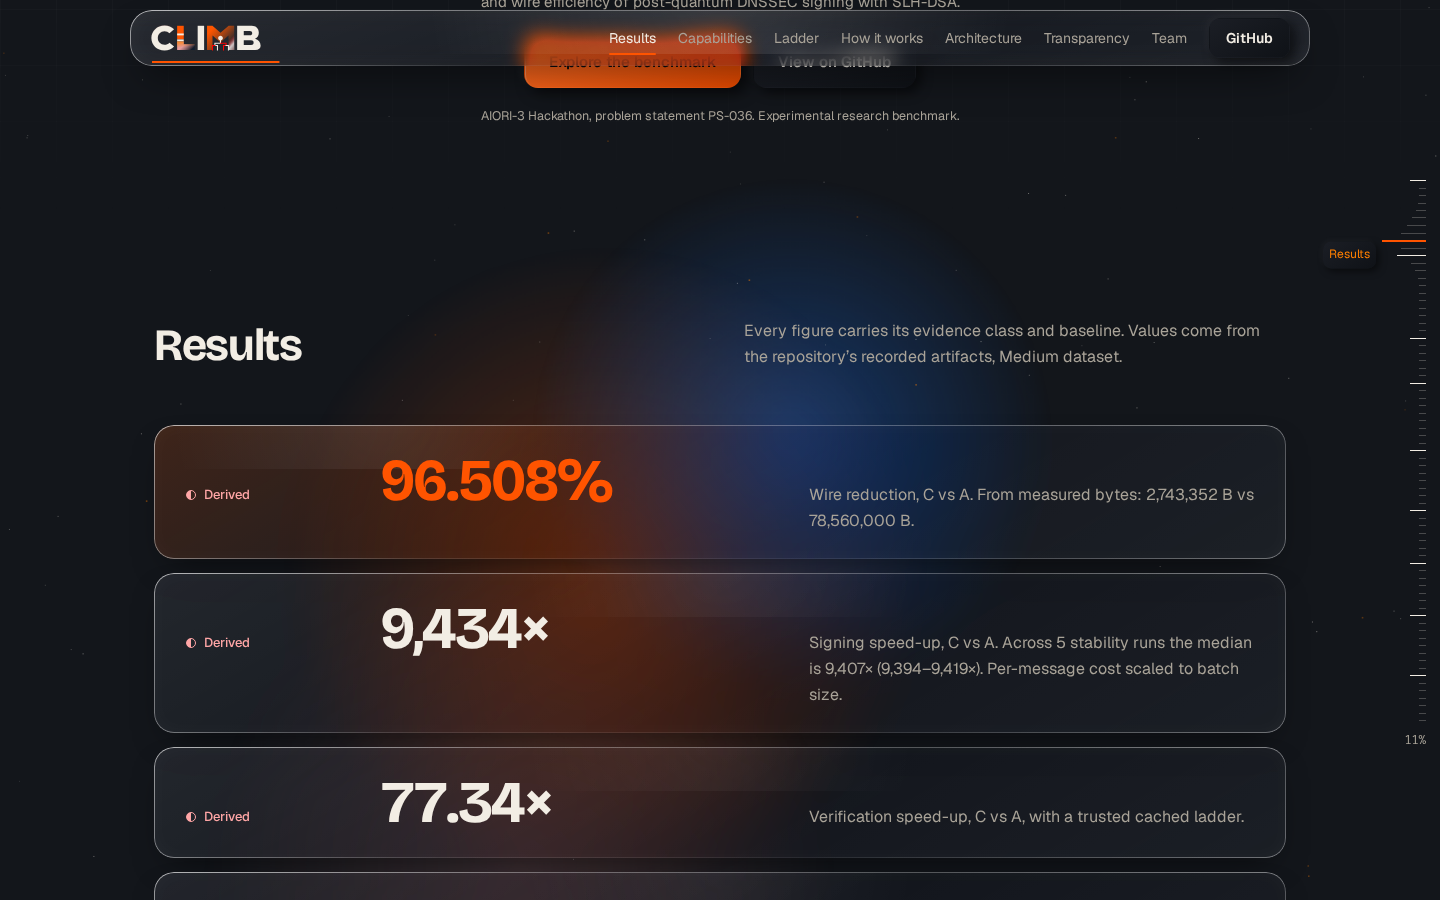 and wire efficiency of post-quantum DNSSEC signing with SLH-DSA.
CLIMB
Results Capabilities Ladder How it works Architecture Transparency Team GitHub
Explore the benchmark View on GitHub
AIORI-3 Hackathon, problem statement PS-036. Experimental research benchmark.
Results
Results
Every figure carries its evidence class and baseline. Values come from
the repository's recorded artifacts, Medium dataset.
Derived
96.508%
Wire reduction, C vs A. From measured bytes: 2,743,352 B vs
78,560,000 B.
Derived
9,434×
Signing speed-up, C vs A. Across 5 stability runs the median
is 9,407× (9,394–9,419×). Per-message cost scaled to batch
size.
Derived
77.34×
Verification speed-up, C vs A, with a trusted cached ladder.
11%